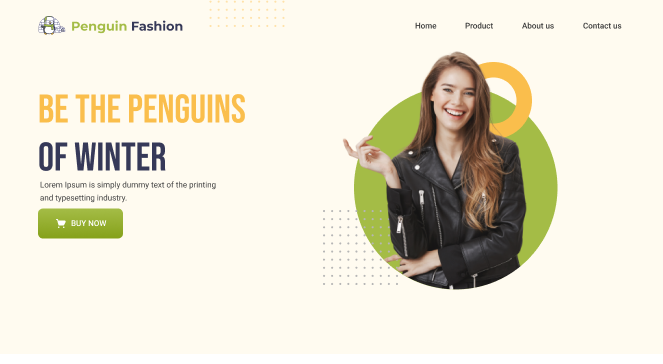 Penguin Fashion
Home Product About us Contact us
BE THE PENGUINS
OF WINTER
Lorem Ipsum is simply dummy text of the printing
and typesetting industry.
BUY NOW